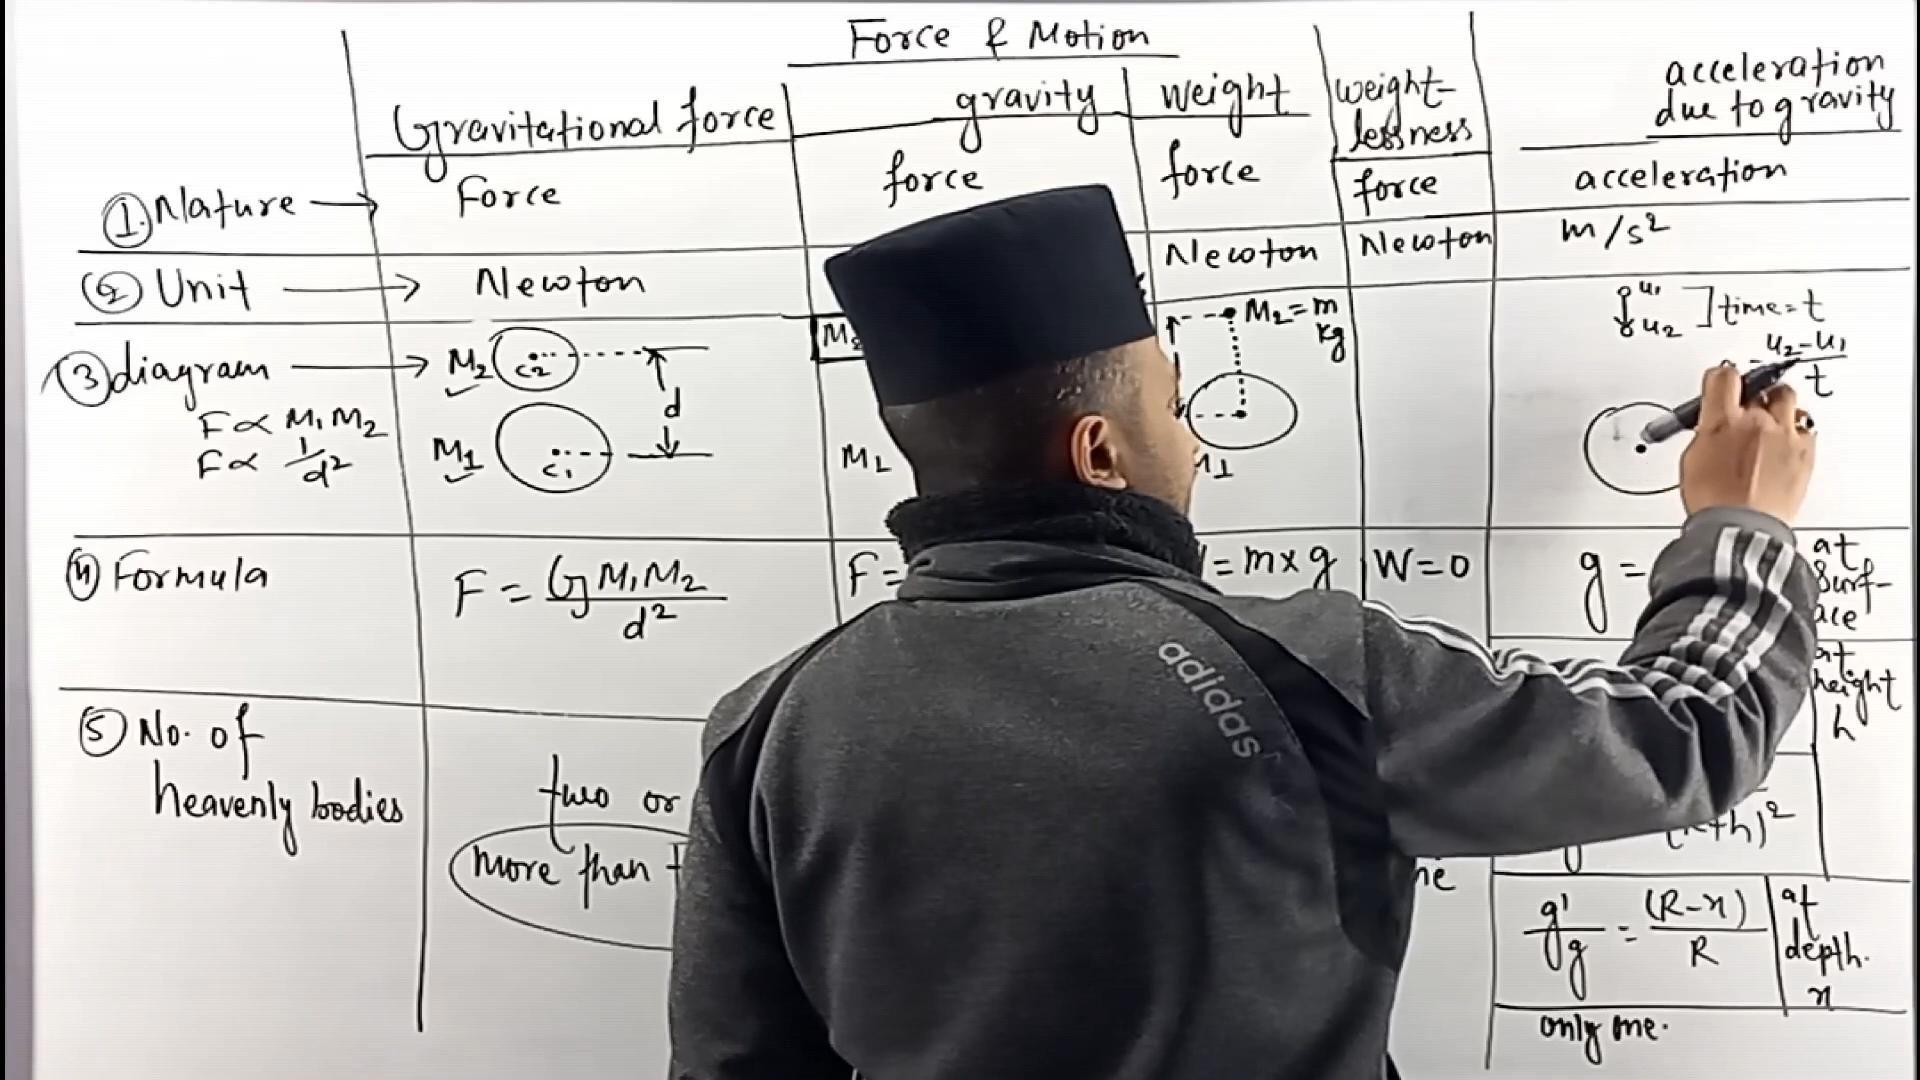 Force & Motion
Gravitational force
gravity
weight
weight-
lessness
acceleration
due to gravity
1. Nature →
Force
force
force
force
acceleration
2 Unit →
Newton
Newton
Newton
m/s²
3 diagram →
M₂
C₂
d
M₁
C₁
F ∝ M₁M₂
F ∝ 1/d²
M₂ = m
kg
u₁
u₂
time = t
u₂-u₁
t
4 Formula
F = GM₁M₂/d²
F =
= m×g
W=0
g =
at
surf-
ace
at
height
h
5 No. of
heavenly bodies
two or
more than
+h)²
g'/g = (R-x)/R
at
depth.
x
only one.
adidas